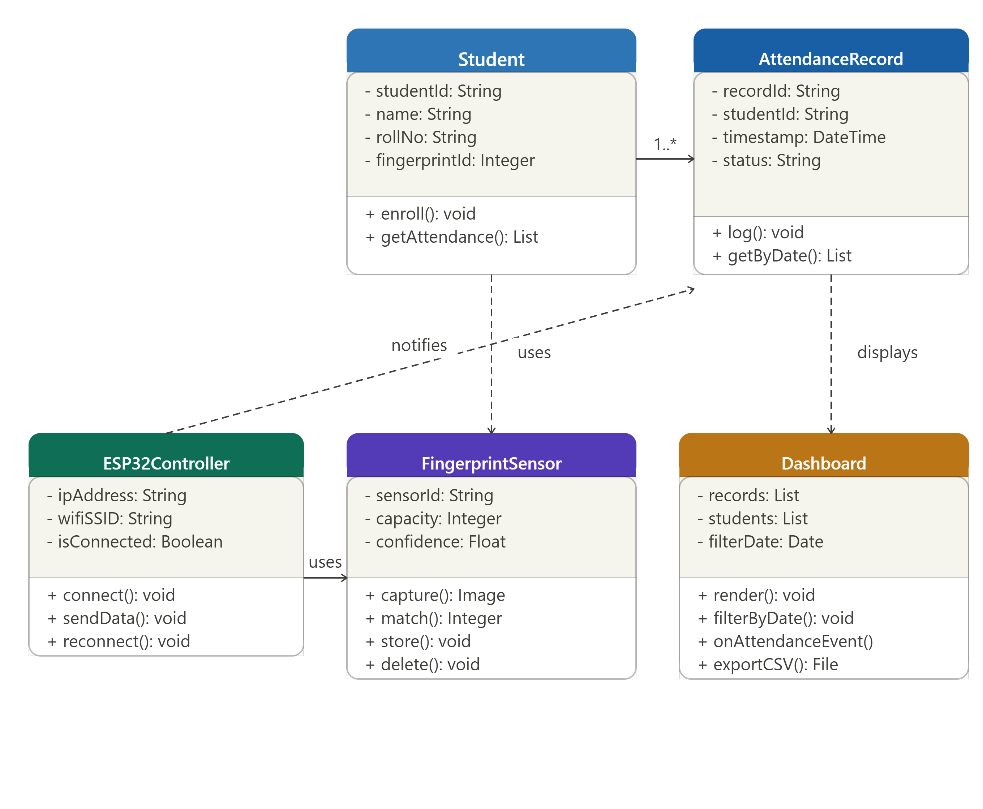 Student
- studentId: String
- name: String
- rollNo: String
- fingerprintId: Integer
+ enroll(): void
+ getAttendance(): List
1..*
AttendanceRecord
- recordId: String
- studentId: String
- timestamp: DateTime
- status: String
+ log(): void
+ getByDate(): List
notifies
uses
displays
ESP32Controller
- ipAddress: String
- wifiSSID: String
- isConnected: Boolean
+ connect(): void
+ sendData(): void
+ reconnect(): void
uses
FingerprintSensor
- sensorId: String
- capacity: Integer
- confidence: Float
+ capture(): Image
+ match(): Integer
+ store(): void
+ delete(): void
Dashboard
- records: List
- students: List
- filterDate: Date
+ render(): void
+ filterByDate(): void
+ onAttendanceEvent()
+ exportCSV(): File